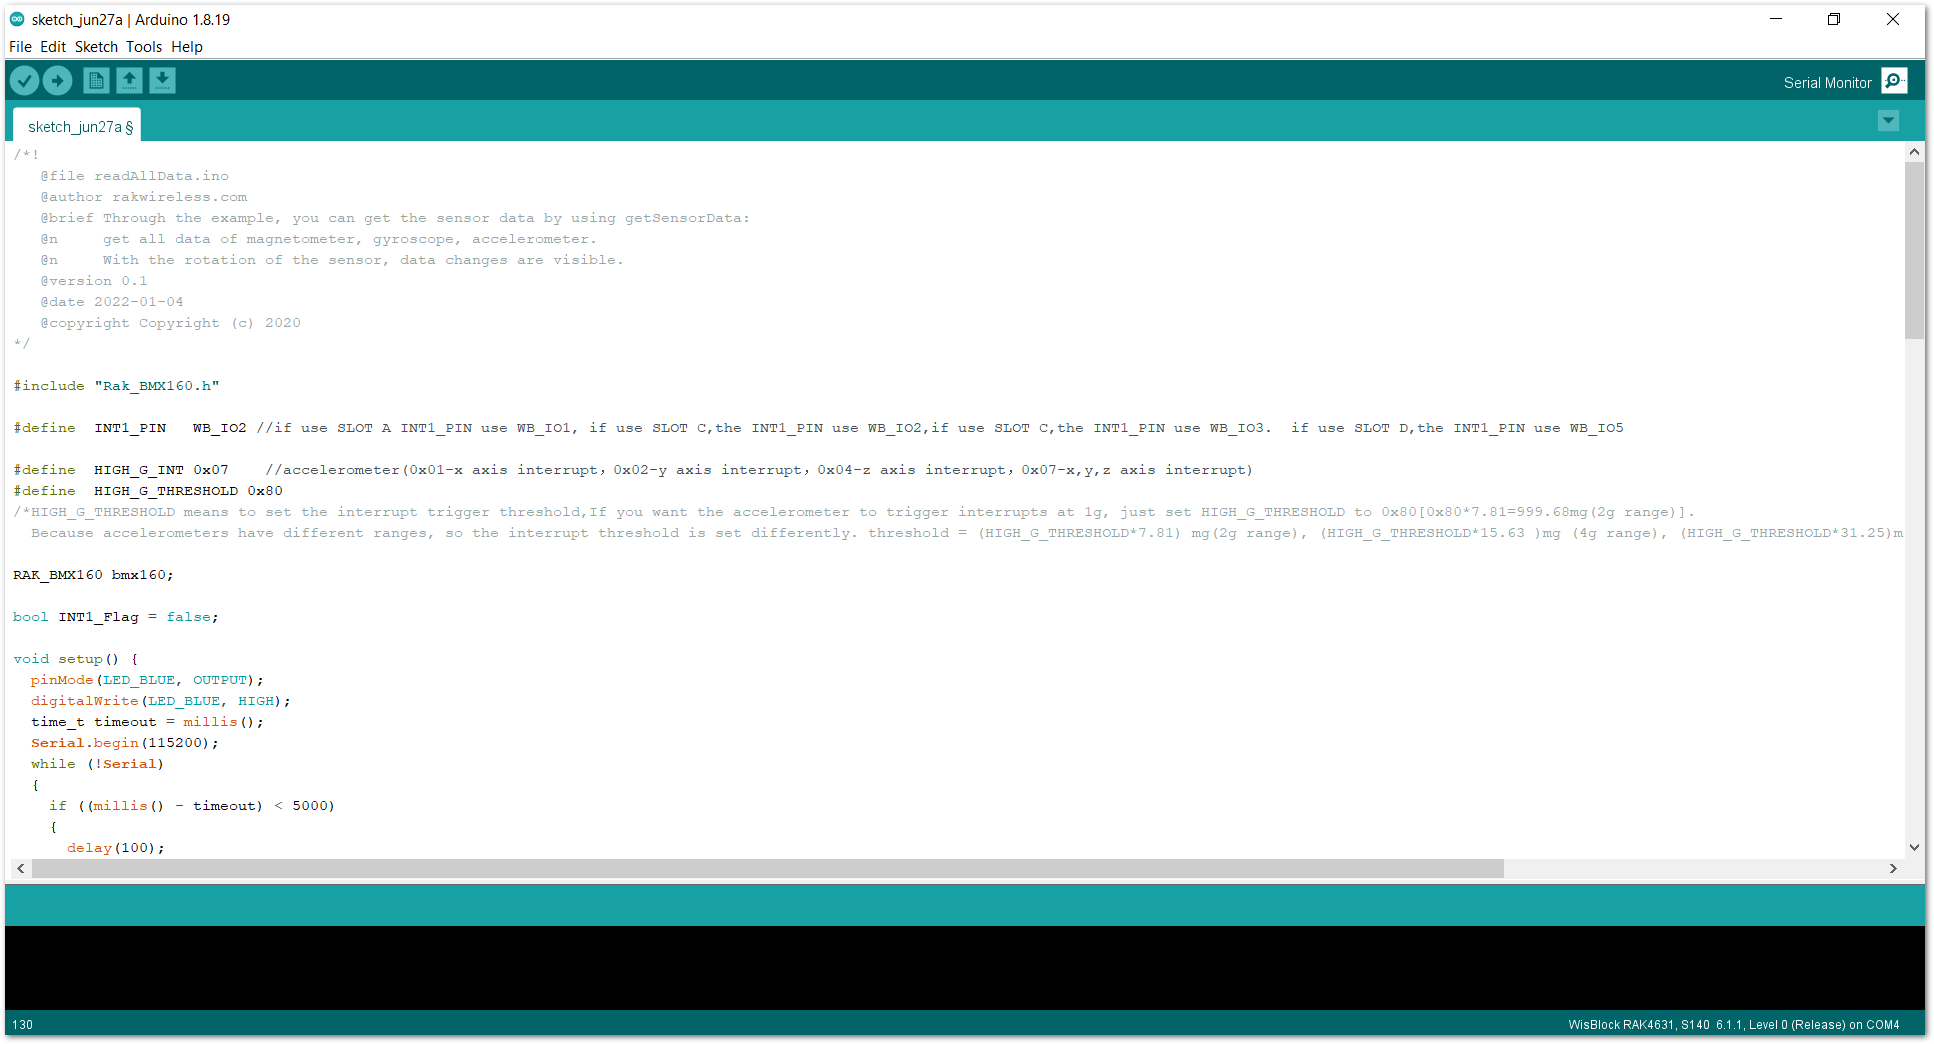 sketch_jun27a | Arduino 1.8.19
File Edit Sketch Tools Help
Serial Monitor
sketch_jun27a §
/*!
   @file readAllData.ino
   @author rakwireless.com
   @brief Through the example, you can get the sensor data by using getSensorData:
   @n     get all data of magnetometer, gyroscope, accelerometer.
   @n     With the rotation of the sensor, data changes are visible.
   @version 0.1
   @date 2022-01-04
   @copyright Copyright (c) 2020
*/
#include "Rak_BMX160.h"
#define  INT1_PIN   WB_IO2 //if use SLOT A INT1_PIN use WB_IO1, if use SLOT C,the INT1_PIN use WB_IO2,if use SLOT C,the INT1_PIN use WB_IO3.  if use SLOT D,the INT1_PIN use WB_IO5
#define  HIGH_G_INT 0x07    //accelerometer(0x01-x axis interrupt，0x02-y axis interrupt，0x04-z axis interrupt，0x07-x,y,z axis interrupt)
#define  HIGH_G_THRESHOLD 0x80
/*HIGH_G_THRESHOLD means to set the interrupt trigger threshold,If you want the accelerometer to trigger interrupts at 1g, just set HIGH_G_THRESHOLD to 0x80[0x80*7.81=999.68mg(2g range)].
  Because accelerometers have different ranges, so the interrupt threshold is set differently. threshold = (HIGH_G_THRESHOLD*7.81) mg(2g range), (HIGH_G_THRESHOLD*15.63 )mg (4g range), (HIGH_G_THRESHOLD*31.25)m
RAK_BMX160 bmx160;
bool INT1_Flag = false;
void setup() {
  pinMode(LED_BLUE, OUTPUT);
  digitalWrite(LED_BLUE, HIGH);
  time_t timeout = millis();
  Serial.begin(115200);
  while (!Serial)
  {
    if ((millis() - timeout) < 5000)
    {
      delay(100);
130
WisBlock RAK4631, S140 6.1.1, Level 0 (Release) on COM4